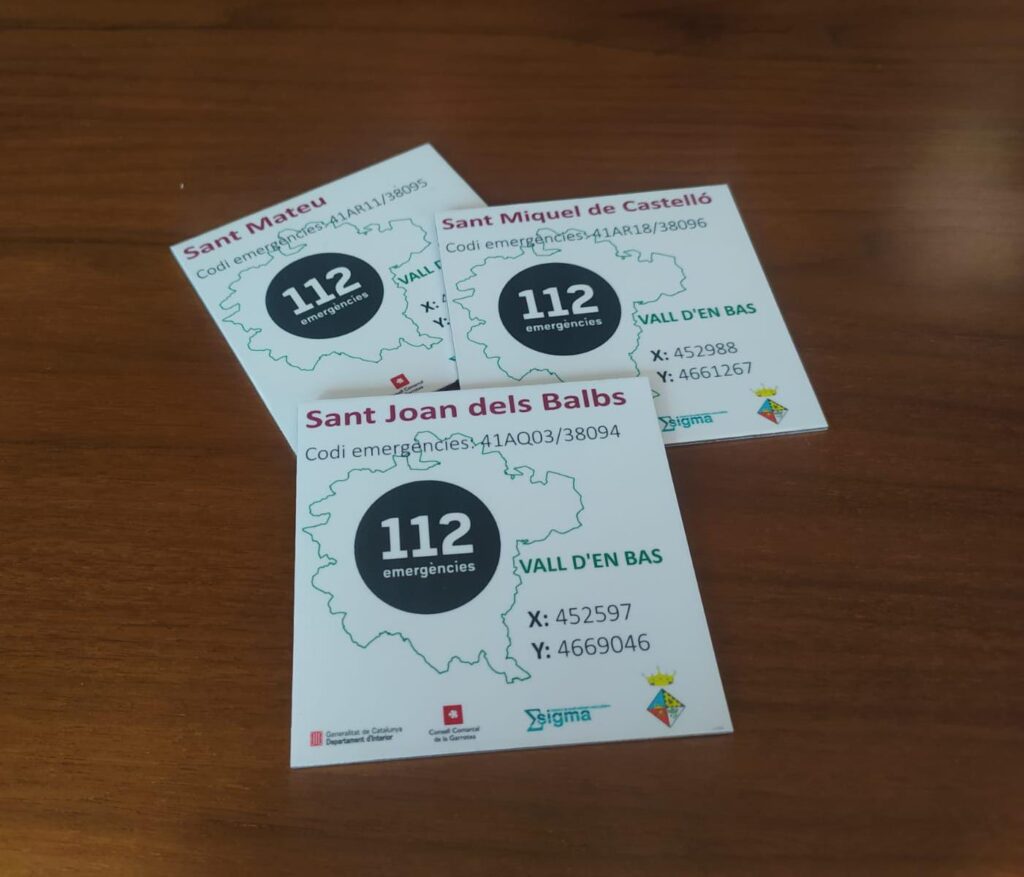 Sant Mateu
Codi emergències: 41AR11/38095
112
emergències
VALL
X:
Y:
Sant Miquel de Castelló
Codi emergències: 41AR18/38096
112
emergències
VALL D'EN BAS
X: 452988
Y: 4661267
sigma
Sant Joan dels Balbs
Codi emergències: 41AQ03/38094
112
emergències
VALL D'EN BAS
X: 452597
Y: 4669046
Generalitat de Catalunya
Departament d'Interior
Consell Comarcal
de la Garrotxa
sigma